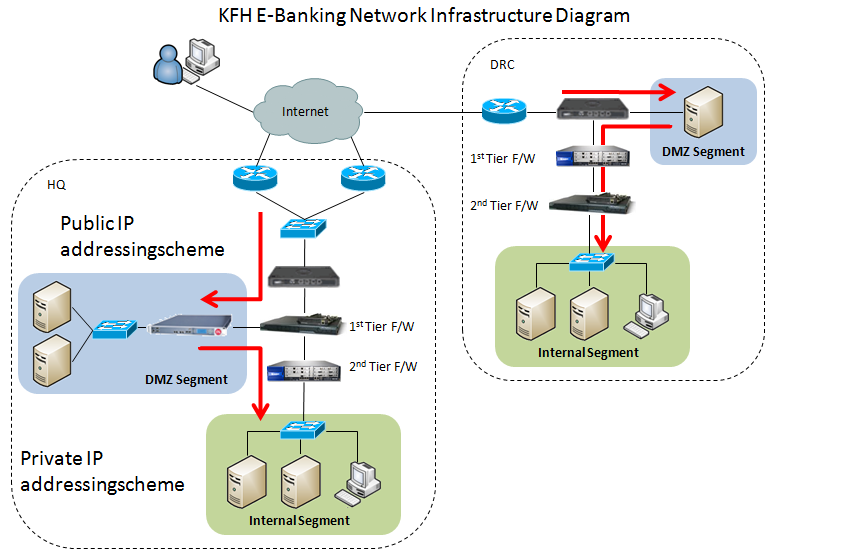 KFH E-Banking Network Infrastructure Diagram
DRC
Internet
DMZ Segment
1st Tier F/W
2nd Tier F/W
Internal Segment
HQ
Public IP
addressingscheme
1st Tier F/W
2nd Tier F/W
DMZ Segment
Private IP
addressingscheme
Internal Segment